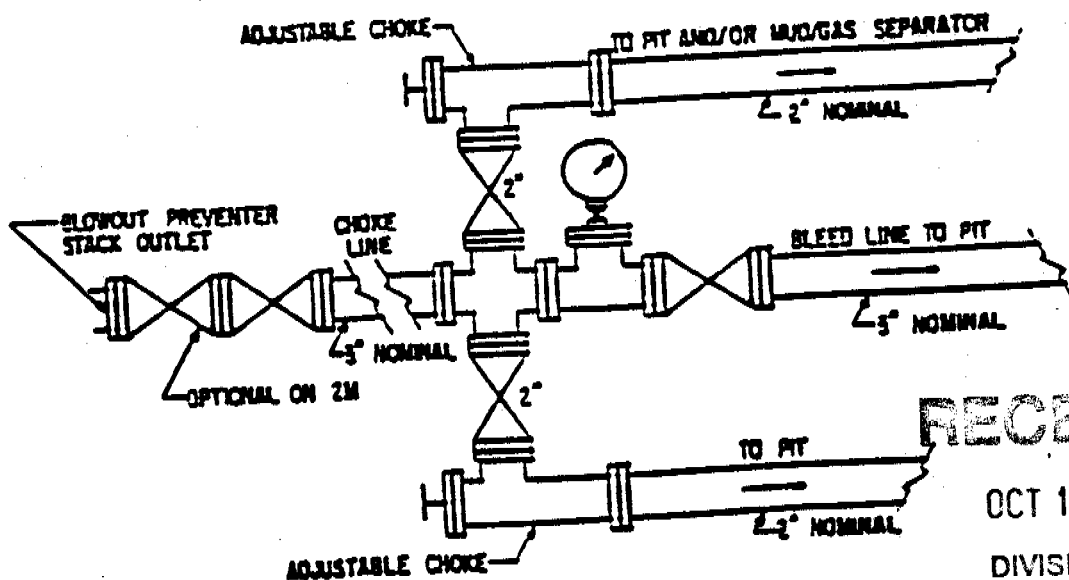 ADJUSTABLE CHOKE
TO PIT AND/OR MUD/GAS SEPARATOR
2" NOMINAL
2"
BLOWOUT PREVENTER
STACK OUTLET
CHOKE
LINE
BLEED LINE TO PIT
3" NOMINAL
3" NOMINAL
OPTIONAL ON 2M
2"
RECE
TO PIT
OCT 1
2" NOMINAL
ADJUSTABLE CHOKE
DIVIS